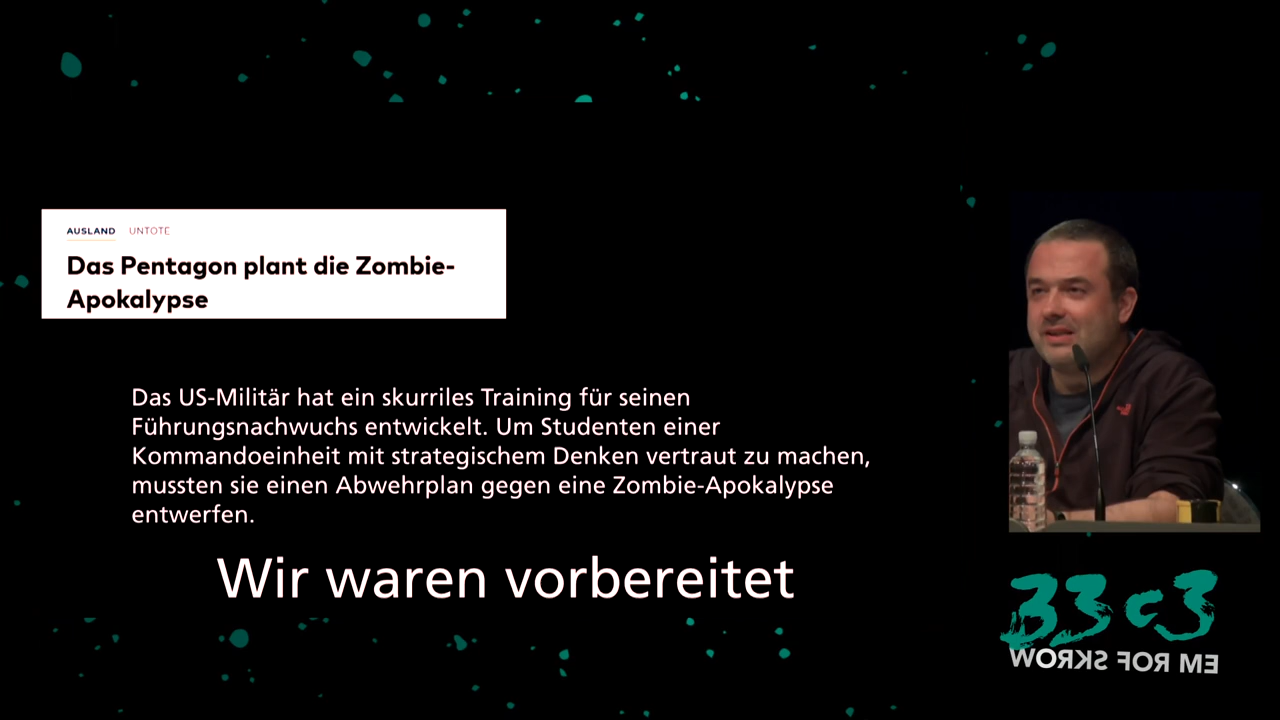 AUSLAND UNTOTE
Das Pentagon plant die Zombie-
Apokalypse
Das US-Militär hat ein skurriles Training für seinen
Führungsnachwuchs entwickelt. Um Studenten einer
Kommandoeinheit mit strategischem Denken vertraut zu machen,
mussten sie einen Abwehrplan gegen eine Zombie-Apokalypse
entwerfen.
Wir waren vorbereitet
33c3
WORKS FOR ME